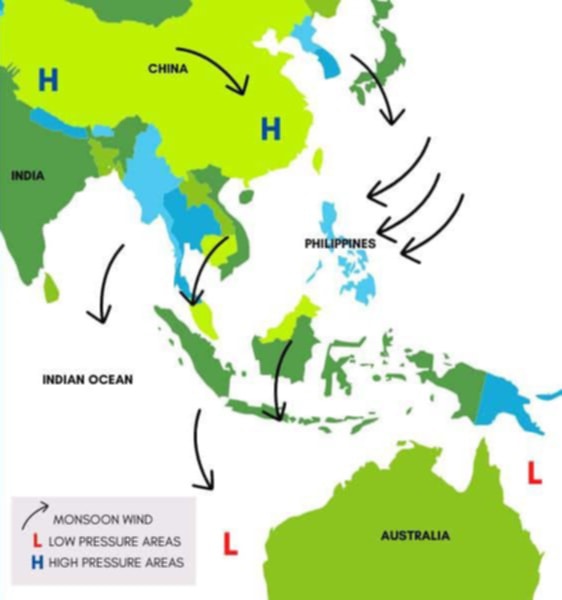 CHINA
H
H
INDIA
PHILIPPINES
INDIAN OCEAN
L
L
AUSTRALIA
MONSOON WIND
L LOW PRESSURE AREAS
H HIGH PRESSURE AREAS